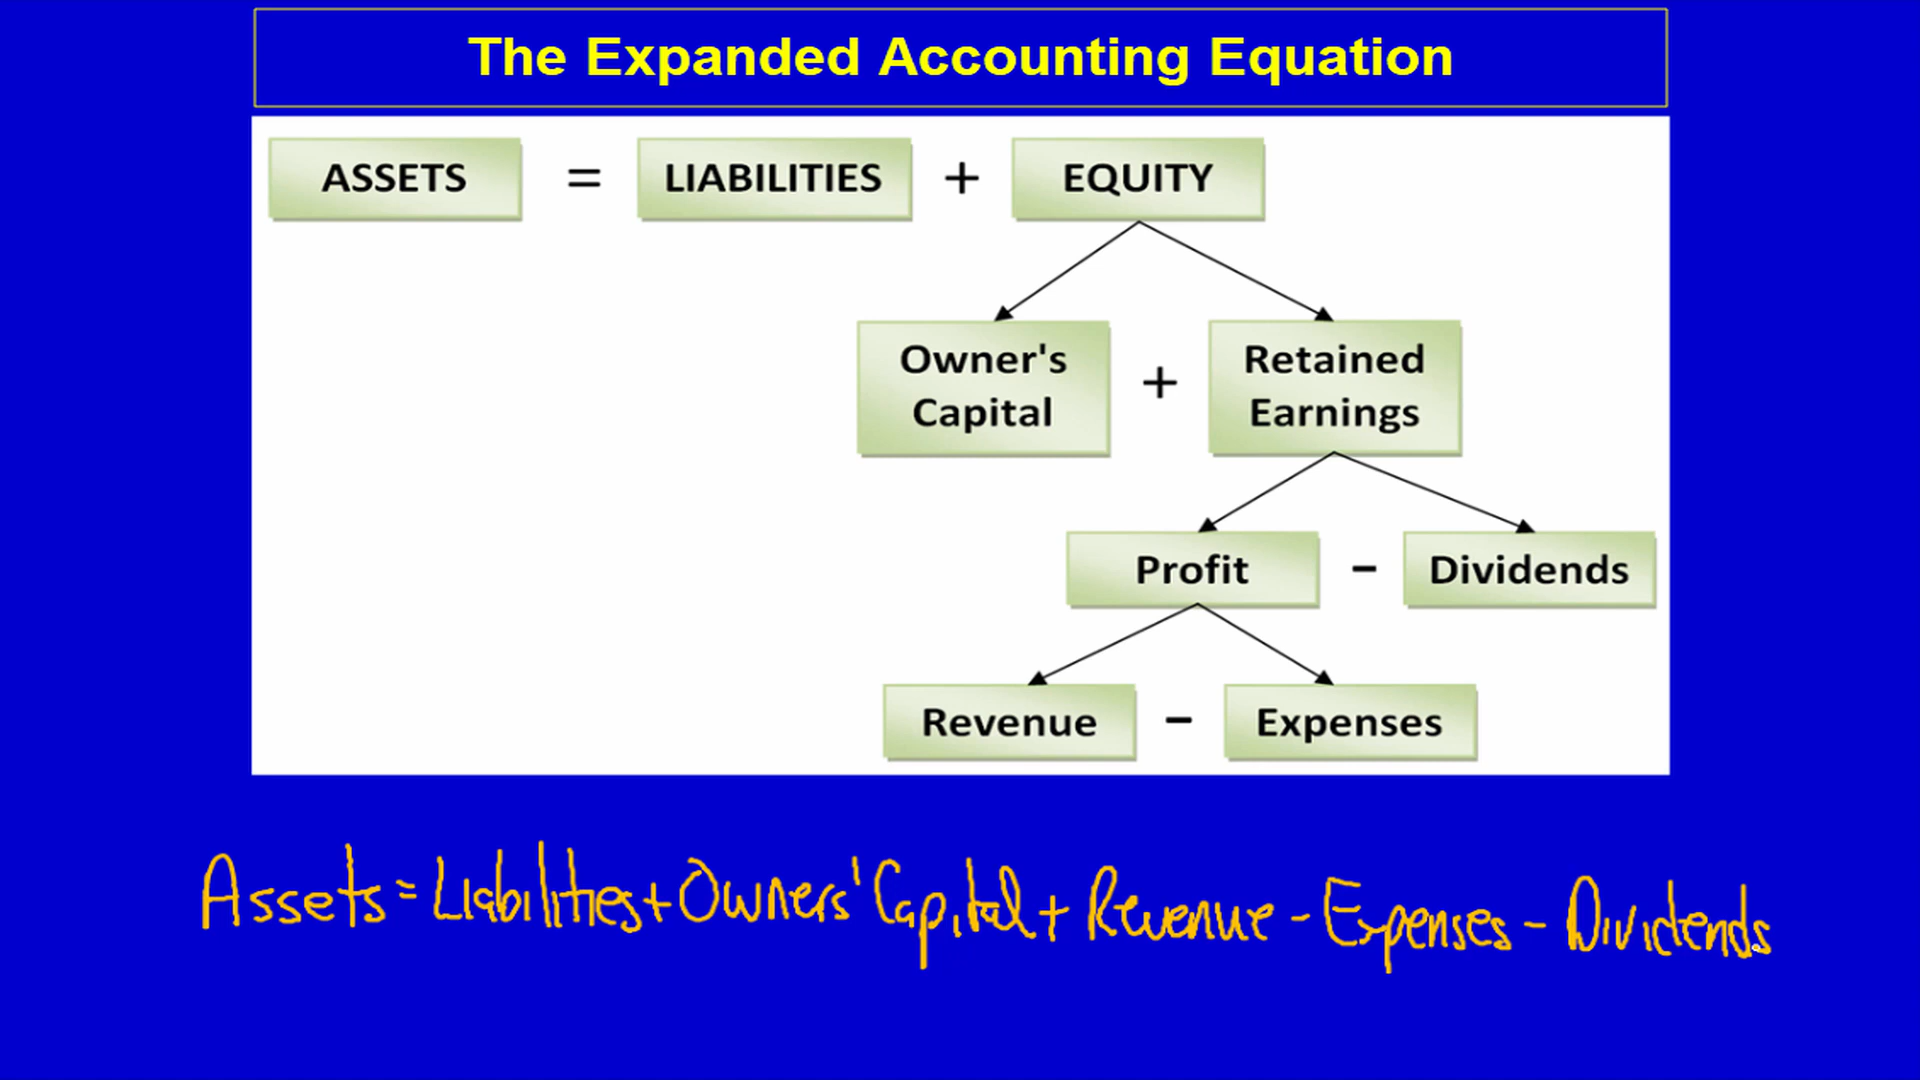 The Expanded Accounting Equation
ASSETS = LIABILITIES + EQUITY
Owner's Capital + Retained Earnings
Profit - Dividends
Revenue - Expenses
Assets = Liabilities + Owners' Capital + Revenue - Expenses - Dividends